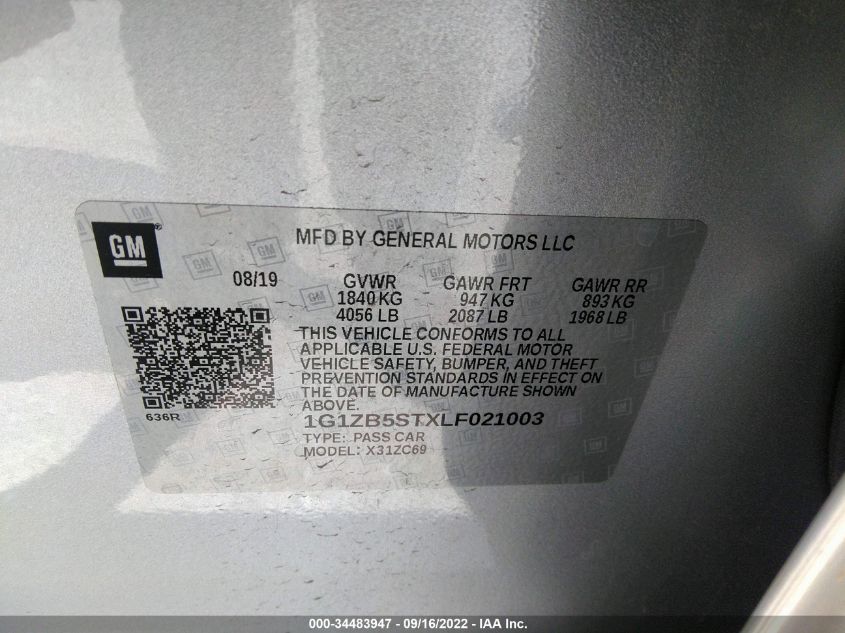 GM
MFD BY GENERAL MOTORS LLC
08/19 GVWR GAWR FRT GAWR RR
1840 KG 947 KG 893 KG
4056 LB 2087 LB 1968 LB
THIS VEHICLE CONFORMS TO ALL
APPLICABLE U.S. FEDERAL MOTOR
VEHICLE SAFETY, BUMPER, AND THEFT
PREVENTION STANDARDS IN EFFECT ON
THE DATE OF MANUFACTURE SHOWN
ABOVE.
636R
1G1ZB5STXLF021003
TYPE: PASS CAR
MODEL: X31ZC69
000-34483947 - 09/16/2022 - IAA Inc.